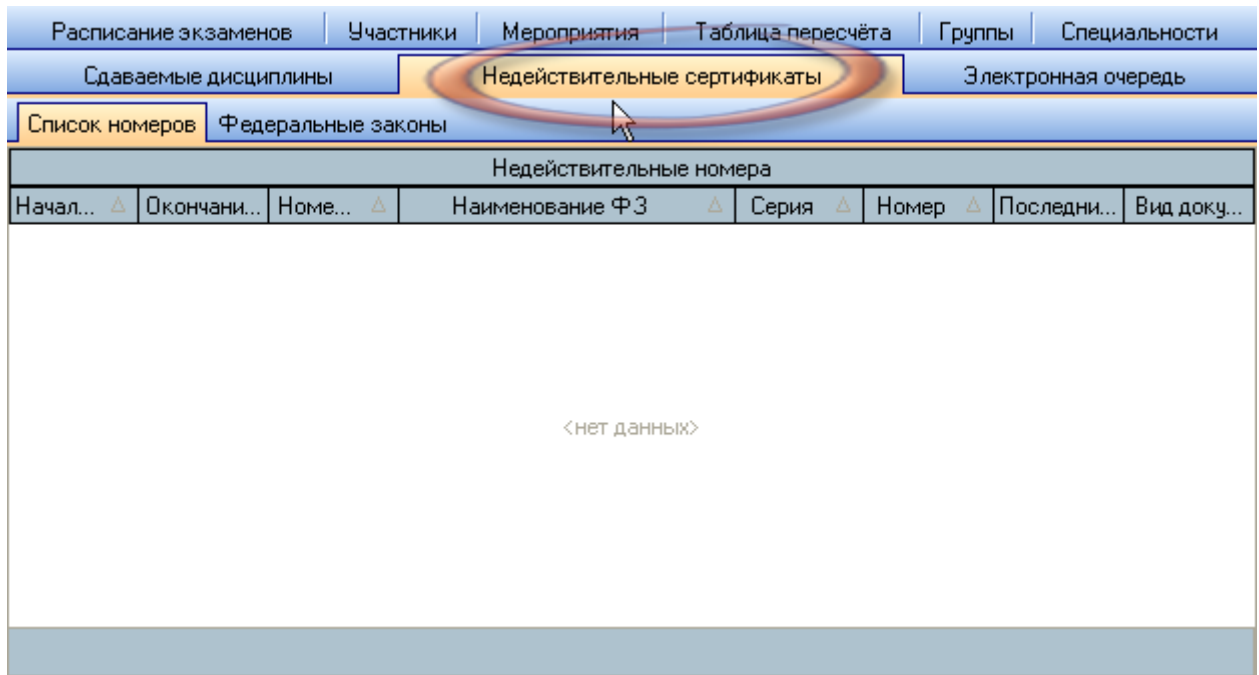 Расписание экзаменов Участники Мероприятия Таблица пересчёта Группы Специальности
Сдаваемые дисциплины Недействительные сертификаты Электронная очередь
Список номеров Федеральные законы
Недействительные номера
Начал... Окончани... Номе... Наименование ФЗ Серия Номер Последни... Вид доку...
<нет данных>